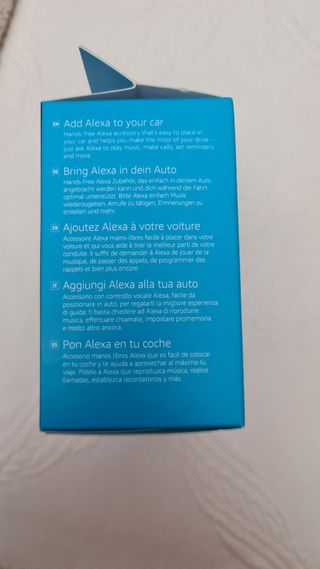 EN Add Alexa to your car
Hands-Free Alexa accessory that's easy to place in
your car and helps you make the most of your drive -
just ask Alexa to play music, make calls, set reminders
and more.
DE Bring Alexa in dein Auto
Hands-Free Alexa Zubehör, das einfach in deinem Auto
angebracht werden kann und dich während der Fahrt
optimal unterstützt. Bitte Alexa einfach Musik
wiederzugeben, Anrufe zu tätigen, Erinnerungen zu
erstellen und mehr.
FR Ajoutez Alexa à votre voiture
Accessoire Alexa mains-libres facile à placer dans votre
voiture et qui vous aide à tirer le meilleur parti de votre
conduite. Il suffit de demander à Alexa de jouer de la
musique, de passer des appels, de programmer des
rappels et bien plus encore.
IT Aggiungi Alexa alla tua auto
Accessorio con controllo vocale Alexa, facile da
posizionare in auto, per regalarti la migliore esperienza
di guida: ti basta chiedere ad Alexa di riprodurre
musica, effettuare chiamate, impostare promemoria
e molto altro ancora.
ES Pon Alexa en tu coche
Accesorio manos libres Alexa que es fácil de colocar
en tu coche y te ayuda a aprovechar al máximo tu
viaje. Pídele a Alexa que reproduzca música, realice
llamadas, establezca recordatorios y más.